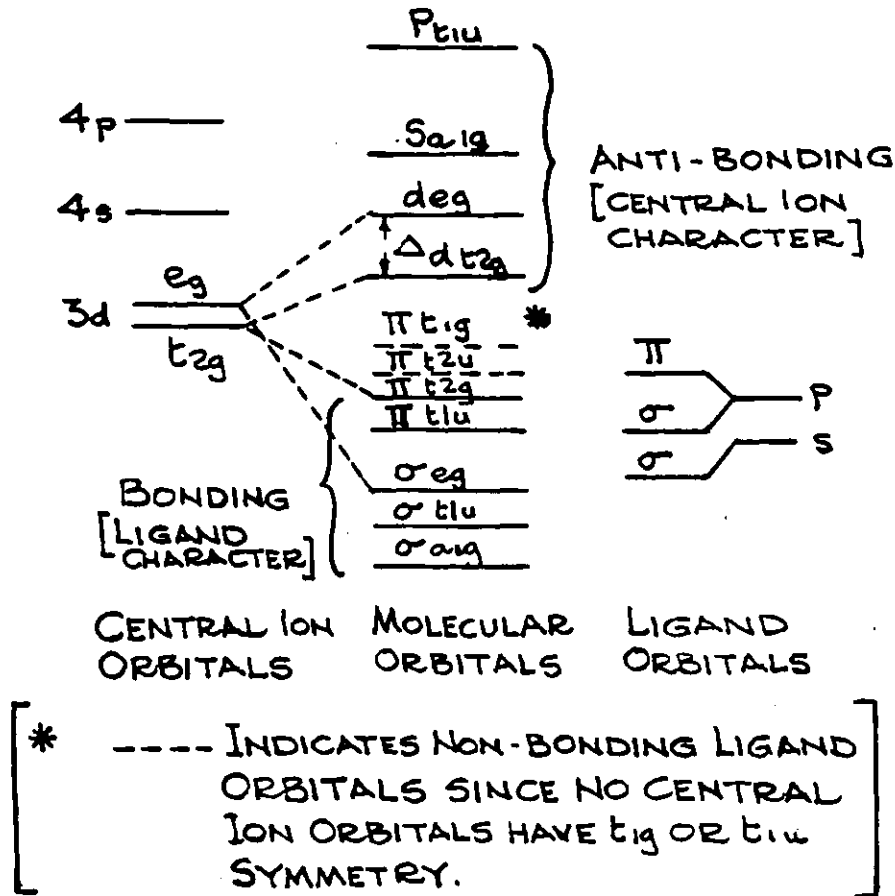 Pt1u
4p
Sa1g
ANTI-BONDING
[CENTRAL ION
CHARACTER]
4s
deg
Δ
dt2g
eg
3d
t2g
*
πt1g
πt2u
πt2g
πt1u
π
p
σ
s
σ
σeg
σt1u
σa1g
BONDING
[LIGAND
CHARACTER]
CENTRAL ION ORBITALS
MOLECULAR ORBITALS
LIGAND ORBITALS
* ---- INDICATES NON-BONDING LIGAND
ORBITALS SINCE NO CENTRAL
ION ORBITALS HAVE t1g OR t1u
SYMMETRY.